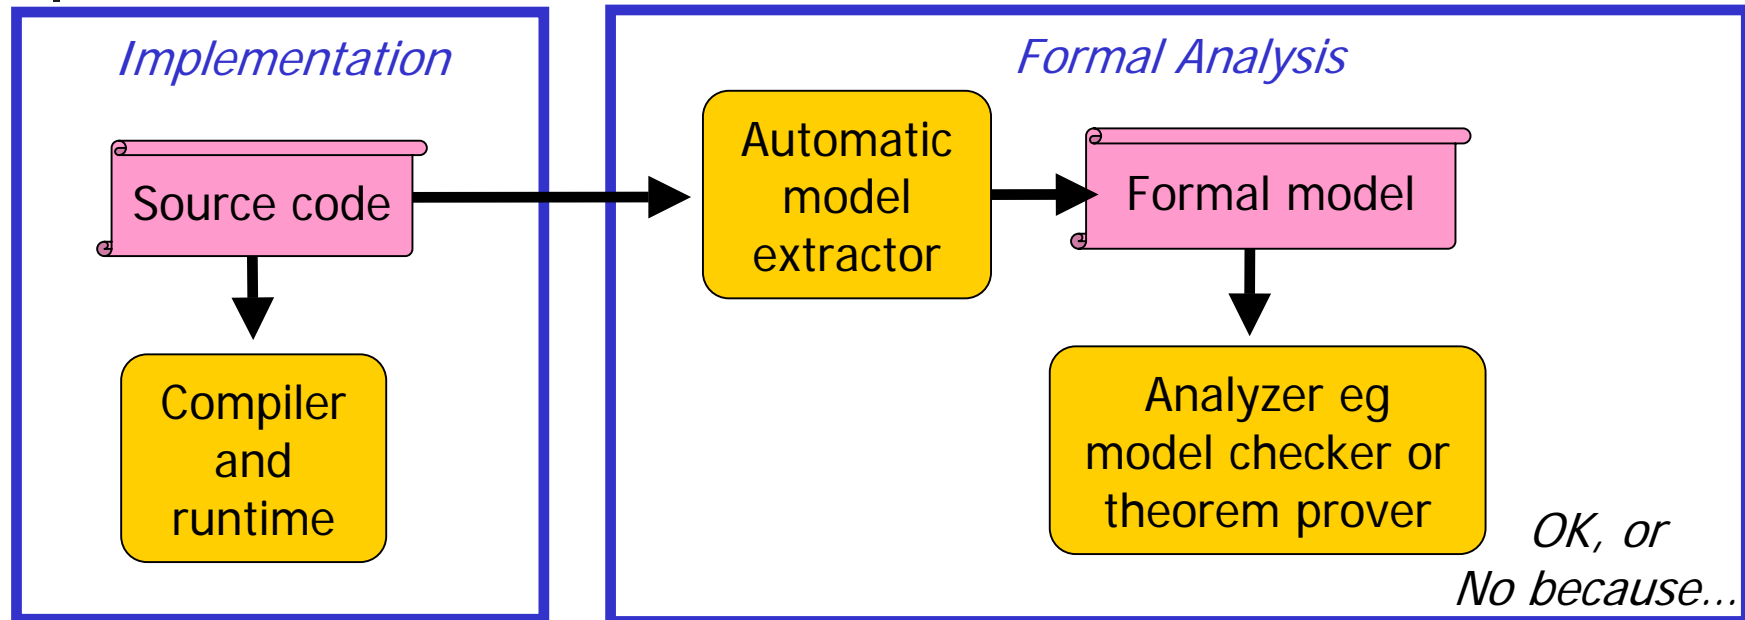 Implementation
Source code
Compiler
and
runtime
Formal Analysis
Automatic
model
extractor
Formal model
Analyzer eg
model checker or
theorem prover
OK, or
No because...